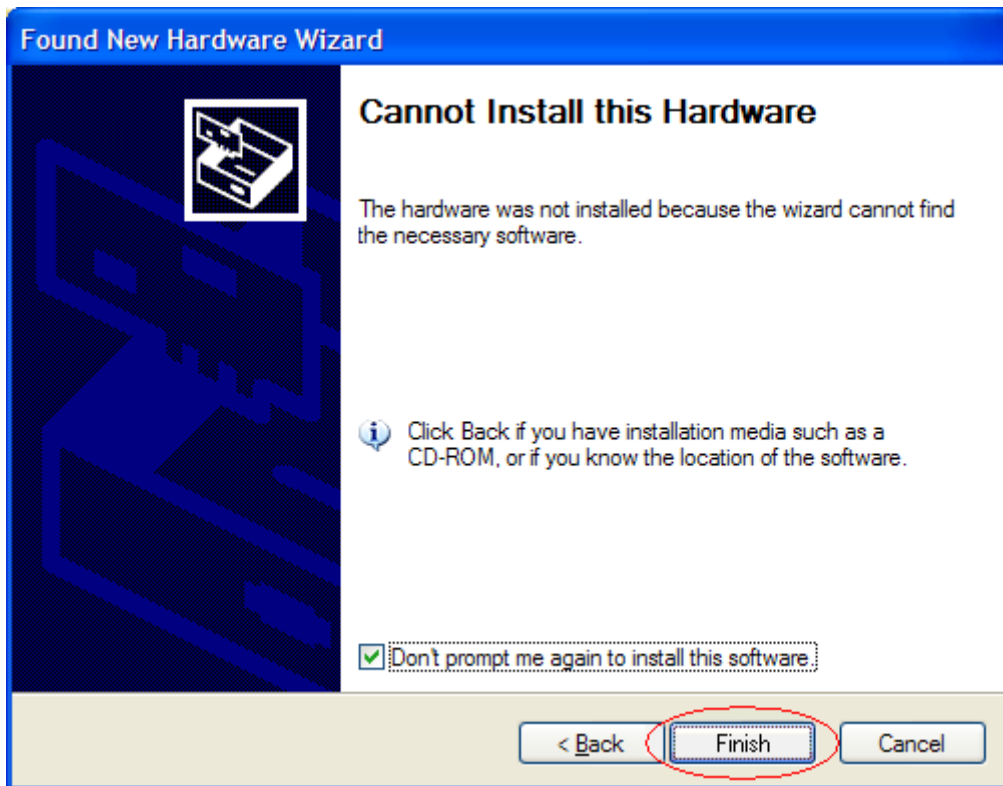 Found New Hardware Wizard
Cannot Install this Hardware
The hardware was not installed because the wizard cannot find
the necessary software.
Click Back if you have installation media such as a
CD-ROM, or if you know the location of the software.
Don't prompt me again to install this software.
< Back Finish Cancel